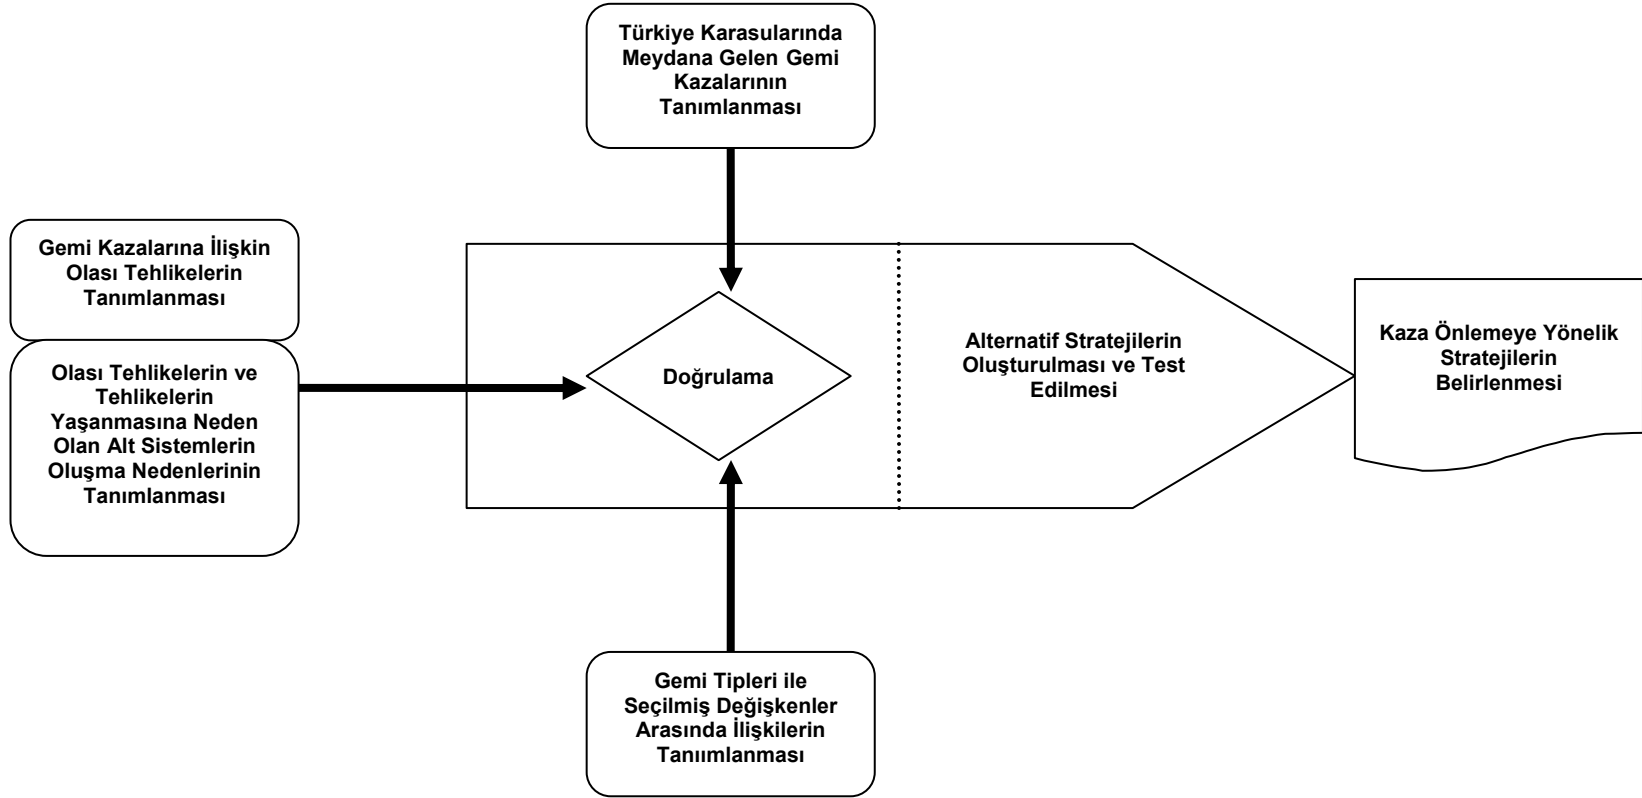 Türkiye Karasularında
Meydana Gelen Gemi
Kazalarının
Tanımlanması
Gemi Kazalarına İlişkin
Olası Tehlikelerin
Tanımlanması
Olası Tehlikelerin ve
Tehlikelerin
Yaşanmasına Neden
Olan Alt Sistemlerin
Oluşma Nedenlerinin
Tanımlanması
Doğrulama
Alternatif Stratejilerin
Oluşturulması ve Test
Edilmesi
Kaza Önlemeye Yönelik
Stratejilerin
Belirlenmesi
Gemi Tipleri ile
Seçilmiş Değişkenler
Arasında İlişkilerin
Tanıımlanması